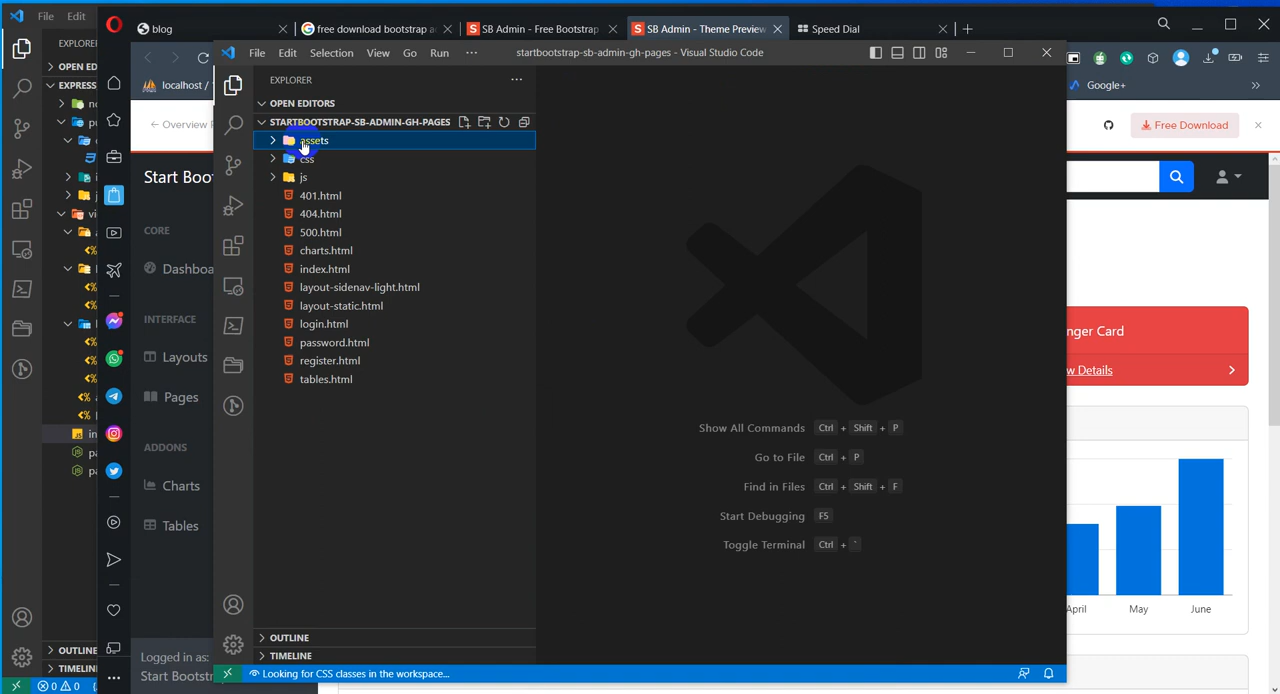 File Edit
blog
free download bootstrap a
SB Admin - Free Bootstrap
SB Admin - Theme Preview
Speed Dial
localhost /
Google+
EXPLORE
OPEN ED
EXPRESS
OUTLINE
TIMELIN
0 0
File Edit Selection View Go Run ···
startbootstrap-sb-admin-gh-pages - Visual Studio Code
EXPLORER
OPEN EDITORS
STARTBOOTSTRAP-SB-ADMIN-GH-PAGES
assets
css
js
401.html
404.html
500.html
charts.html
index.html
layout-sidenav-light.html
layout-static.html
login.html
password.html
register.html
tables.html
OUTLINE
TIMELINE
Looking for CSS classes in the workspace...
Show All Commands Ctrl + Shift + P
Go to File Ctrl + P
Find in Files Ctrl + Shift + F
Start Debugging F5
Toggle Terminal Ctrl + `
← Overview
Free Download
Start Boo
CORE
Dashboa
INTERFACE
Layouts
Pages
ADDONS
Charts
Tables
Logged in as:
Start Bootst
nger Card
w Details
April May June